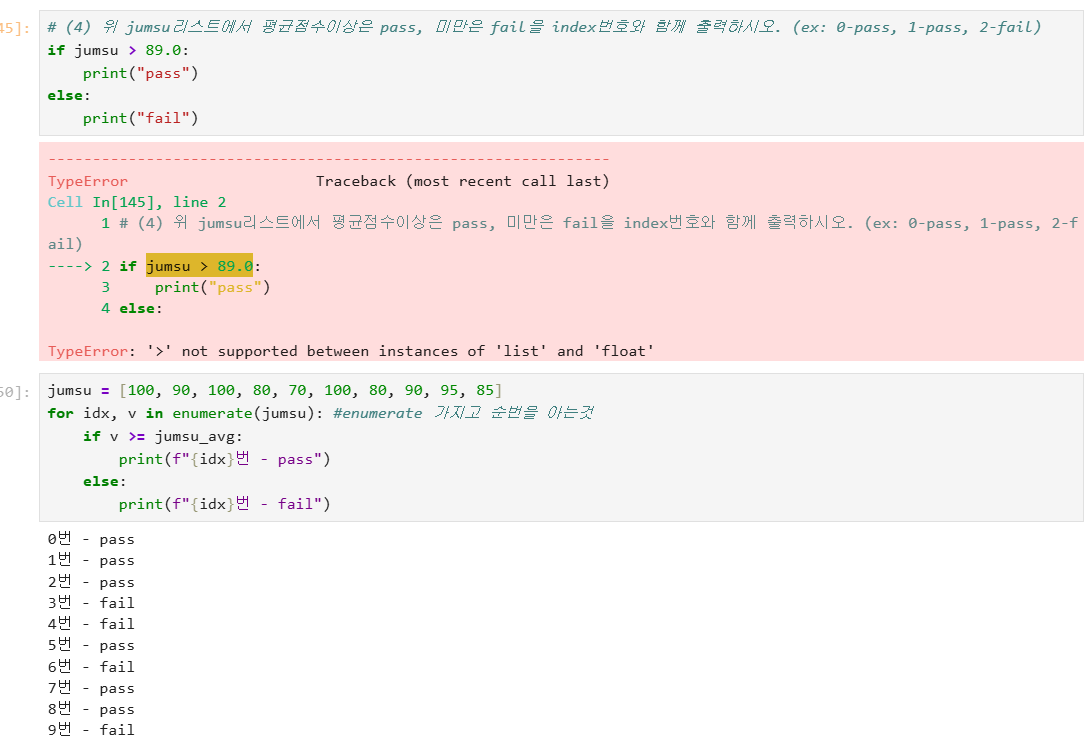 45]:
# (4) 위 jumsu리스트에서 평균점수이상은 pass, 미만은 fail을 index번호와 함께 출력하시오. (ex: 0-pass, 1-pass, 2-fail)
if jumsu > 89.0:
    print("pass")
else:
    print("fail")
---------------------------------------------------------------
TypeError                     Traceback (most recent call last)
Cell In[145], line 2
      1 # (4) 위 jumsu리스트에서 평균점수이상은 pass, 미만은 fail을 index번호와 함께 출력하시오. (ex: 0-pass, 1-pass, 2-f
ail)
----> 2 if jumsu > 89.0:
      3     print("pass")
      4 else:
TypeError: '>' not supported between instances of 'list' and 'float'
50]:
jumsu = [100, 90, 100, 80, 70, 100, 80, 90, 95, 85]
for idx, v in enumerate(jumsu): #enumerate 가지고 순번을 아는것
    if v >= jumsu_avg:
        print(f"{idx}번 - pass")
    else:
        print(f"{idx}번 - fail")
0번 - pass
1번 - pass
2번 - pass
3번 - fail
4번 - fail
5번 - pass
6번 - fail
7번 - pass
8번 - pass
9번 - fail